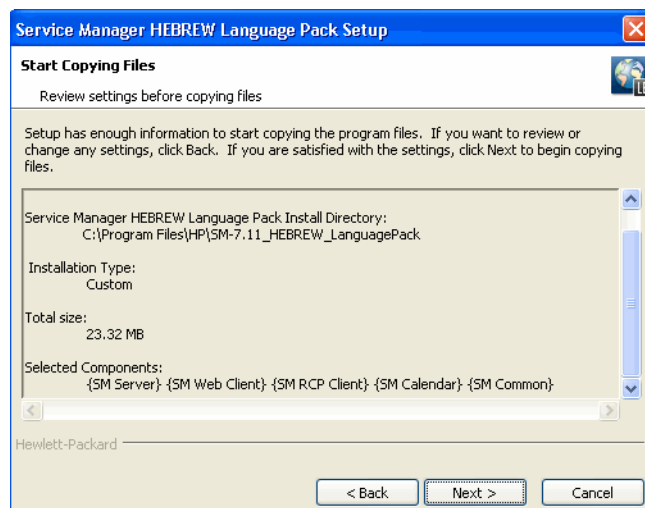 Service Manager HEBREW Language Pack Setup
Start Copying Files
Review settings before copying files
Setup has enough information to start copying the program files. If you want to review or
change any settings, click Back. If you are satisfied with the settings, click Next to begin copying
files.
Service Manager HEBREW Language Pack Install Directory:
C:\Program Files\HP\SM-7.11_HEBREW_LanguagePack
Installation Type:
Custom
Total size:
23.32 MB
Selected Components:
{SM Server} {SM Web Client} {SM RCP Client} {SM Calendar} {SM Common}
Hewlett-Packard
< Back Next > Cancel